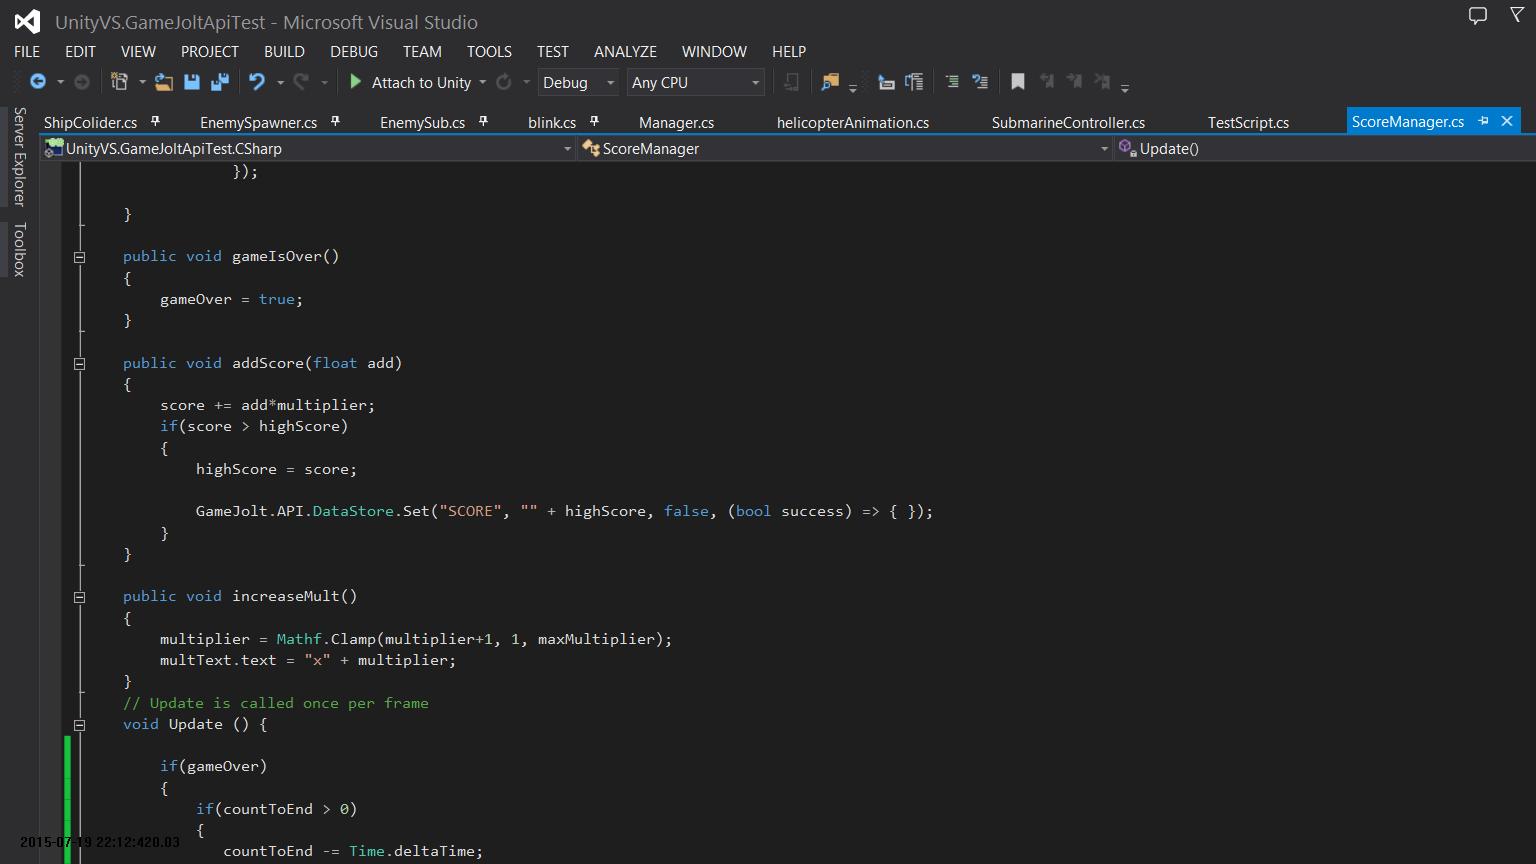 UnityVS.GameJoltApiTest - Microsoft Visual Studio
FILE EDIT VIEW PROJECT BUILD DEBUG TEAM TOOLS TEST ANALYZE WINDOW HELP
Attach to Unity Debug Any CPU
Server Explorer
Toolbox
ShipColider.cs EnemySpawner.cs EnemySub.cs blink.cs Manager.cs helicopterAnimation.cs SubmarineController.cs TestScript.cs ScoreManager.cs
UnityVS.GameJoltApiTest.CSharp ScoreManager Update()
});
}
public void gameIsOver()
{
gameOver = true;
}
public void addScore(float add)
{
score += add*multiplier;
if(score > highScore)
{
highScore = score;
GameJolt.API.DataStore.Set("SCORE", "" + highScore, false, (bool success) => { });
}
}
public void increaseMult()
{
multiplier = Mathf.Clamp(multiplier+1, 1, maxMultiplier);
multText.text = "x" + multiplier;
}
// Update is called once per frame
void Update () {
if(gameOver)
{
if(countToEnd > 0)
{
countToEnd -= Time.deltaTime;
2015-07-19 22:12:420.03